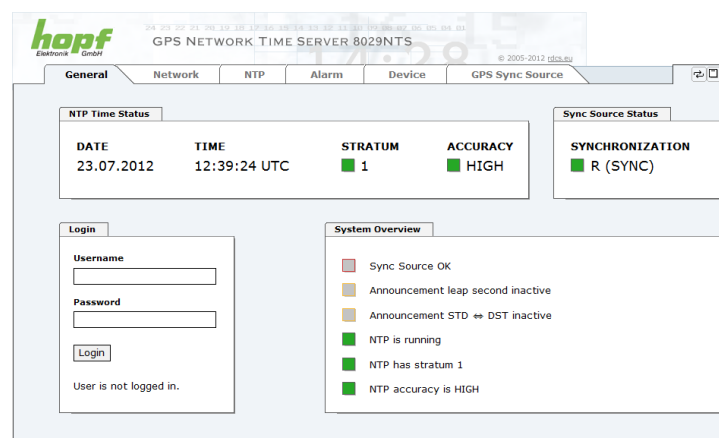 hopf
Elektronik GmbH
GPS NETWORK TIME SERVER 8029NTS
© 2005-2012 rdcs.eu
General Network NTP Alarm Device GPS Sync Source
NTP Time Status
DATE TIME STRATUM ACCURACY
23.07.2012 12:39:24 UTC 1 HIGH
Sync Source Status
SYNCHRONIZATION
R (SYNC)
Login
Username
Password
Login
User is not logged in.
System Overview
Sync Source OK
Announcement leap second inactive
Announcement STD ⇔ DST inactive
NTP is running
NTP has stratum 1
NTP accuracy is HIGH